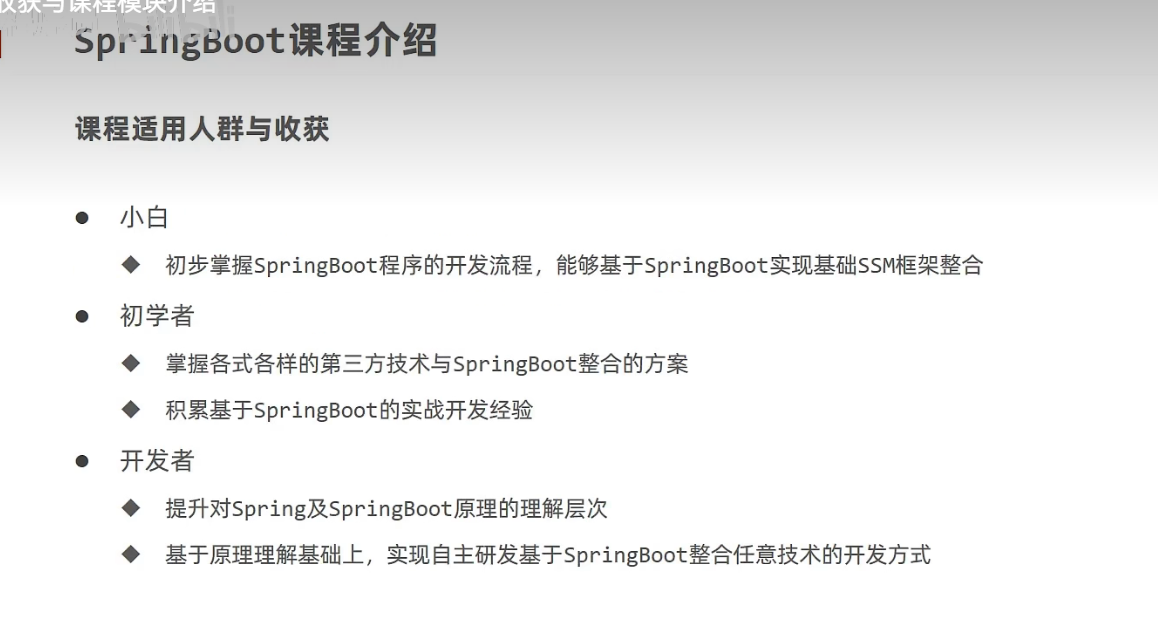 收获与课程模块介绍
SpringBoot课程介绍
课程适用人群与收获
● 小白
◆ 初步掌握SpringBoot程序的开发流程，能够基于SpringBoot实现基础SSM框架整合
● 初学者
◆ 掌握各式各样的第三方技术与SpringBoot整合的方案
◆ 积累基于SpringBoot的实战开发经验
● 开发者
◆ 提升对Spring及SpringBoot原理的理解层次
◆ 基于原理理解基础上，实现自主研发基于SpringBoot整合任意技术的开发方式